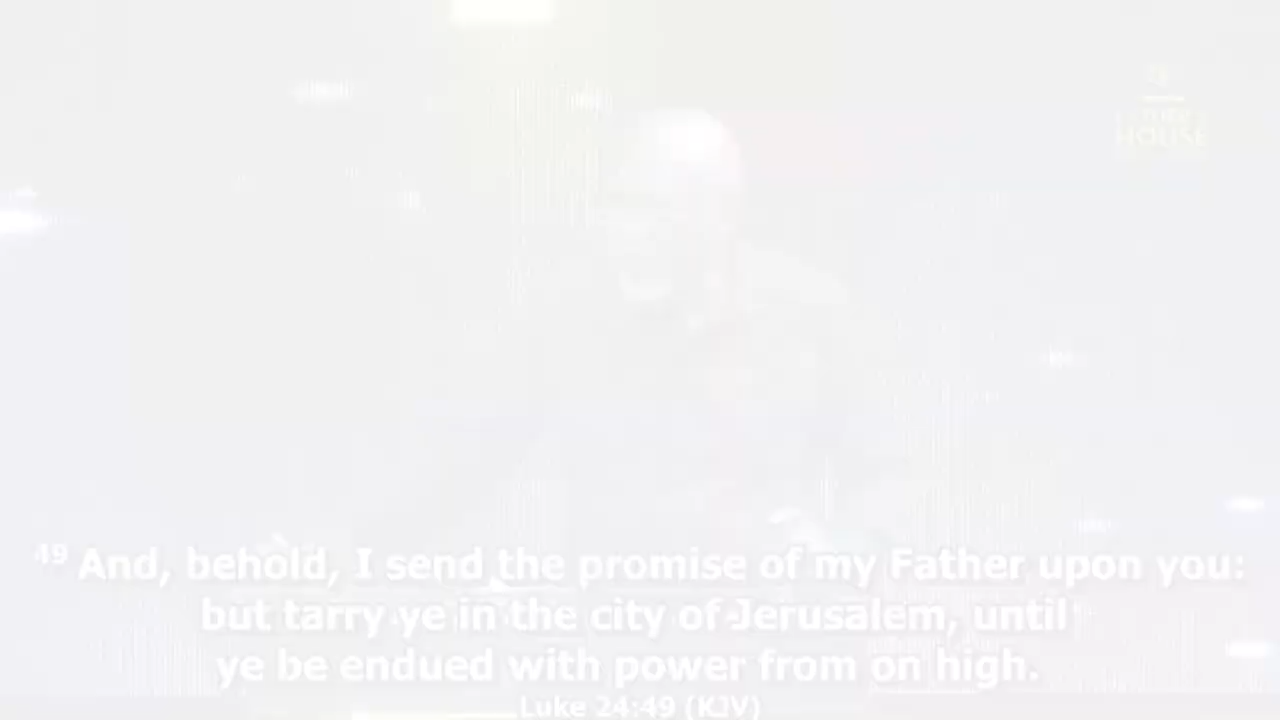 HOUSE
49 And, behold, I send the promise of my Father upon you:
but tarry ye in the city of Jerusalem, until
ye be endued with power from on high.
Luke 24:49 (KJV)